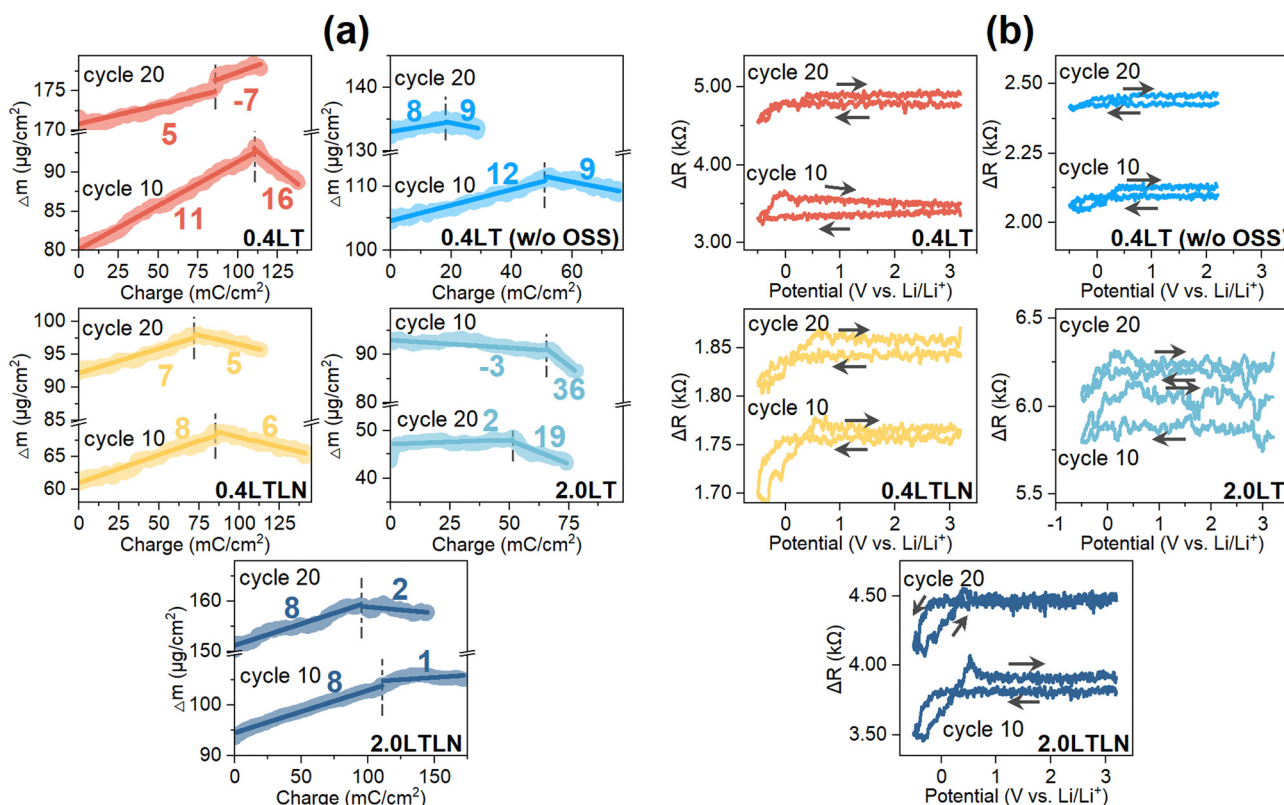 (a)
△m (µg/cm²)
175
170
90
85
80
cycle 20
-7
5
cycle 10
11
16
0.4LT
0 25 50 75 100 125
Charge (mC/cm²)
△m (µg/cm²)
140
130
110
100
cycle 20
8 9
cycle 10
12 9
0.4LT (w/o OSS)
0 20 40 60
Charge (mC/cm²)
△m (µg/cm²)
100
95
90
85
65
60
cycle 20
7 5
cycle 10
8 6
0.4LTLN
0 25 50 75 100 125
Charge (mC/cm²)
△m (µg/cm²)
90
50
40
cycle 10
-3
36
cycle 20
2 19
2.0LT
0 25 50 75
Charge (mC/cm²)
△m (µg/cm²)
160
150
100
90
cycle 20
8 2
cycle 10
8 1
2.0LTLN
0 50 100 150
Charge (mC/cm²)
(b)
ΔR (kΩ)
5.00
4.50
3.50
3.00
cycle 20
cycle 10
0.4LT
0 1 2 3
Potential (V vs. Li/Li⁺)
ΔR (kΩ)
2.50
2.25
2.00
cycle 20
cycle 10
0.4LT (w/o OSS)
0 1 2 3
Potential (V vs. Li/Li⁺)
ΔR (kΩ)
1.85
1.80
1.75
1.70
cycle 20
cycle 10
0.4LTLN
0 1 2 3
Potential (V vs. Li/Li⁺)
ΔR (kΩ)
6.5
6.25
6.0
5.75
cycle 20
cycle 10
2.0LT
-1 0 1 2 3
Potential (V vs. Li/Li⁺)
ΔR (kΩ)
4.50
4.00
3.50
cycle 20
cycle 10
2.0LTLN
0 1 2 3
Potential (V vs. Li/Li⁺)